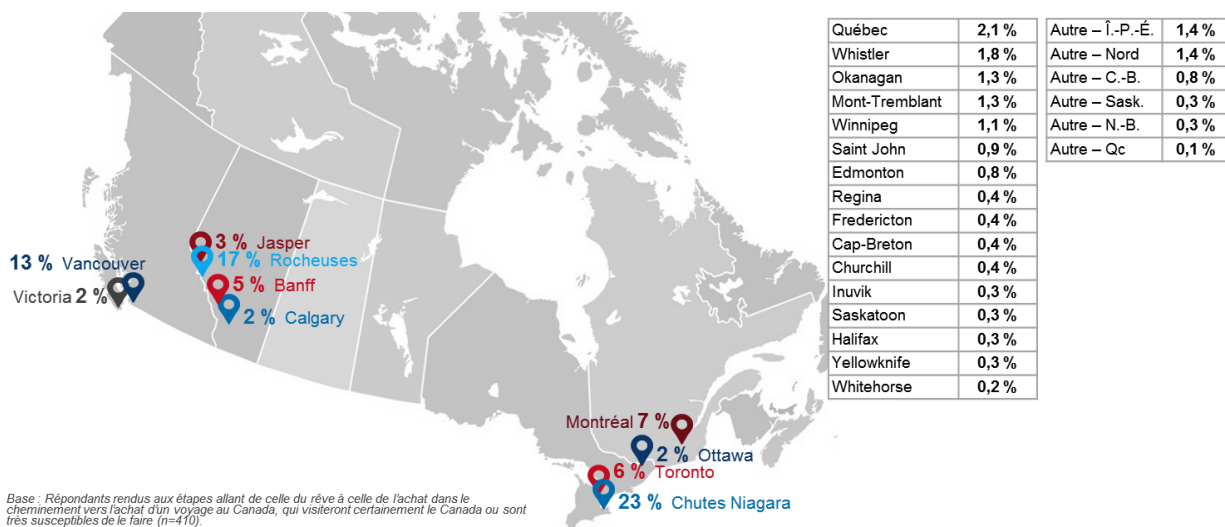 Québec 2,1 %
Whistler 1,8 %
Okanagan 1,3 %
Mont-Tremblant 1,3 %
Winnipeg 1,1 %
Saint John 0,9 %
Edmonton 0,8 %
Regina 0,4 %
Fredericton 0,4 %
Cap-Breton 0,4 %
Churchill 0,4 %
Inuvik 0,3 %
Saskatoon 0,3 %
Halifax 0,3 %
Yellowknife 0,3 %
Whitehorse 0,2 %
Autre – Î.-P.-É. 1,4 %
Autre – Nord 1,4 %
Autre – C.-B. 0,8 %
Autre – Sask. 0,3 %
Autre – N.-B. 0,3 %
Autre – Qc 0,1 %
3 % Jasper
17 % Rocheuses
13 % Vancouver
5 % Banff
Victoria 2 %
2 % Calgary
Montréal 7 %
2 % Ottawa
6 % Toronto
23 % Chutes Niagara
Base : Répondants rendus aux étapes allant de celle du rêve à celle de l'achat dans le
cheminement vers l'achat d'un voyage au Canada, qui visiteront certainement le Canada ou sont
très susceptibles de le faire (n=410).